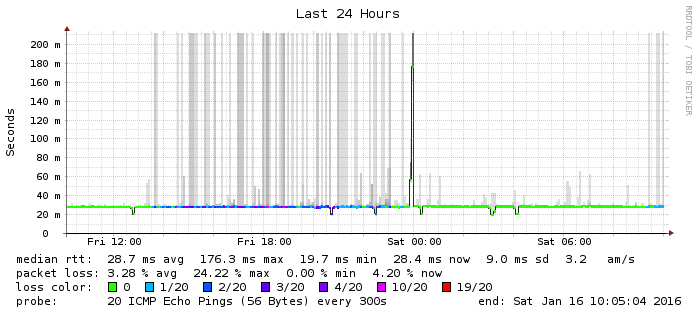 Last 24 Hours
RRDTOOL / TOBI OETIKER
Seconds
200 m
180 m
160 m
140 m
120 m
100 m
80 m
60 m
40 m
20 m
0
Fri 12:00 Fri 18:00 Sat 00:00 Sat 06:00
median rtt: 28.7 ms avg 176.3 ms max 19.7 ms min 28.4 ms now 9.0 ms sd 3.2 am/s
packet loss: 3.28 % avg 24.22 % max 0.00 % min 4.20 % now
loss color: 0 1/20 2/20 3/20 4/20 10/20 19/20
probe: 20 ICMP Echo Pings (56 Bytes) every 300s end: Sat Jan 16 10:05:04 2016